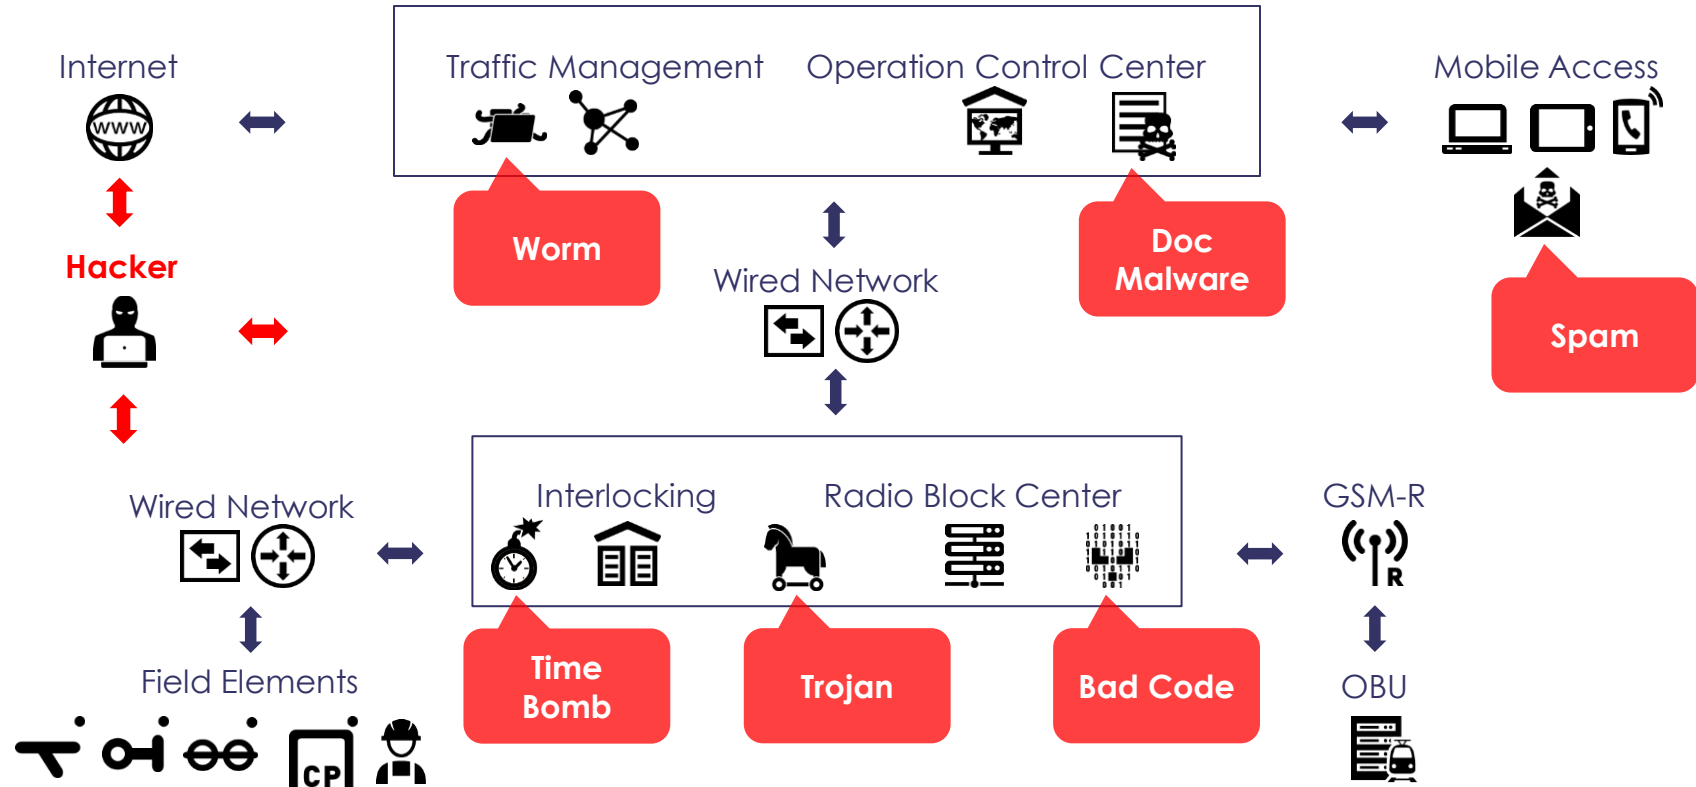 Internet
Traffic Management
Operation Control Center
Mobile Access
WWW
Worm
Doc
Malware
Hacker
Wired Network
Spam
Wired Network
Interlocking
Radio Block Center
GSM-R
R
Time
Bomb
Trojan
Bad Code
Field Elements
OBU
CP